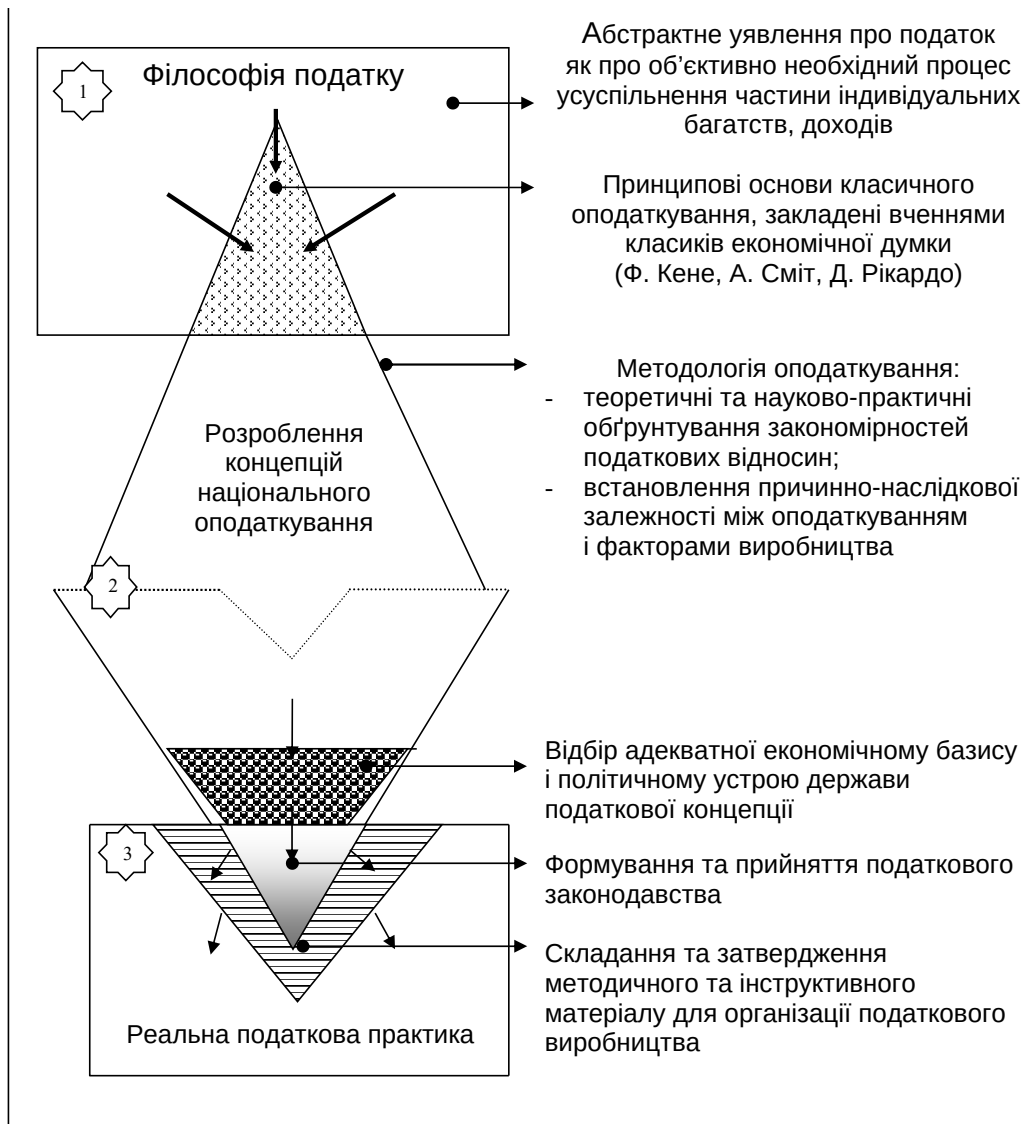 Абстрактне уявлення про податок
як про об’єктивно необхідний процес
усуспільнення частини індивідуальних
багатств, доходів
1
Філософія податку
Принципові основи класичного
оподаткування, закладені вченнями
класиків економічної думки
(Ф. Кене, А. Сміт, Д. Рікардо)
Методологія оподаткування:
- теоретичні та науково-практичні
обґрунтування закономірностей
податкових відносин;
- встановлення причинно-наслідкової
залежності між оподаткуванням
і факторами виробництва
Розроблення
концепцій
національного
оподаткування
2
Відбір адекватної економічному базису
і політичному устрою держави
податкової концепції
3
Формування та прийняття податкового
законодавства
Складання та затвердження
методичного та інструктивного
матеріалу для організації податкового
виробництва
Реальна податкова практика